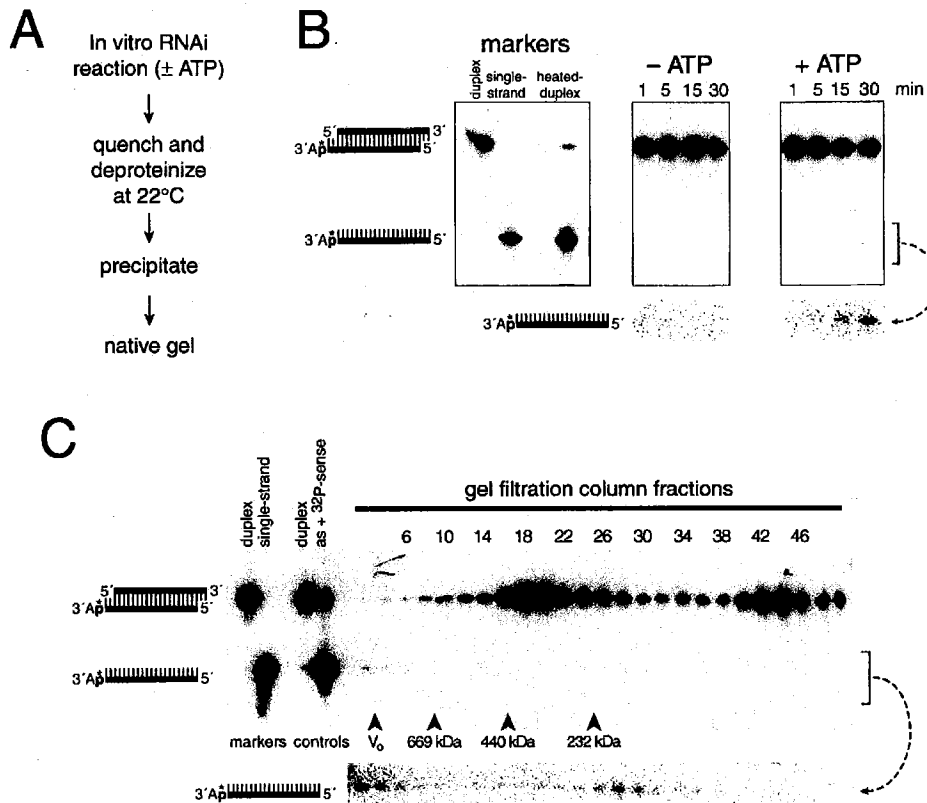 A
In vitro RNAi
reaction (± ATP)
quench and
deproteinize
at 22°C
precipitate
native gel
B
markers
duplex
single-
strand
heated-
duplex
– ATP
1 5 15 30
+ ATP
1 5 15 30 min
5´ 3´
3´Ap̊ 5´
3´Ap̊ 5´
3´Ap̊ 5´
C
duplex
single-strand
duplex
as + ³²P-sense
gel filtration column fractions
6 10 14 18 22 26 30 34 38 42 46
5´ 3´
3´Ap̊ 5´
3´Ap̊ 5´
markers controls V₀ 669 kDa 440 kDa 232 kDa
3´Ap̊ 5´